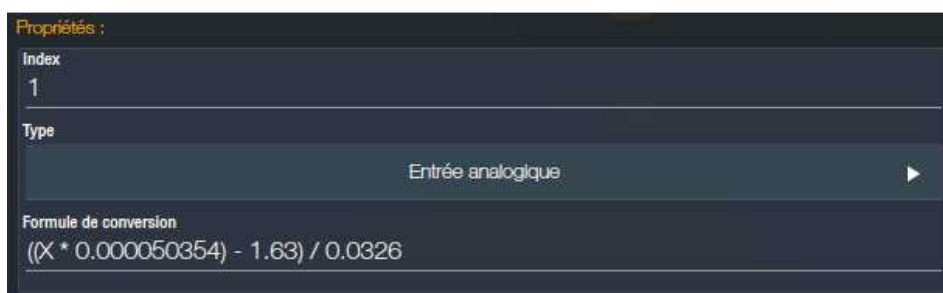 Propriétés :
Index
1
Type
Entrée analogique
Formule de conversion
((X * 0.000050354) - 1.63) / 0.0326